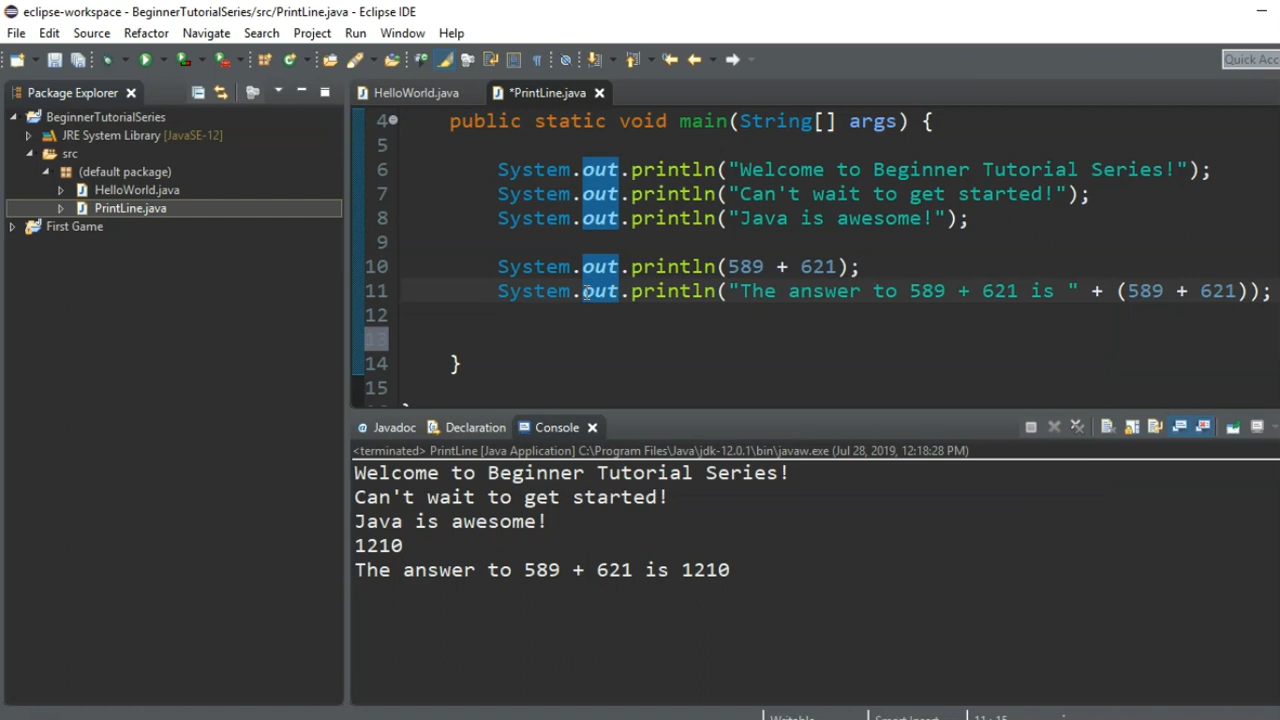 eclipse-workspace - BeginnerTutorialSeries/src/PrintLine.java - Eclipse IDE
File Edit Source Refactor Navigate Search Project Run Window Help
Quick Acc
Package Explorer
HelloWorld.java
*PrintLine.java
BeginnerTutorialSeries
JRE System Library [JavaSE-12]
src
(default package)
HelloWorld.java
PrintLine.java
First Game
4 public static void main(String[] args) {
5
6 System.out.println("Welcome to Beginner Tutorial Series!");
7 System.out.println("Can't wait to get started!");
8 System.out.println("Java is awesome!");
9
10 System.out.println(589 + 621);
11 System.out.println("The answer to 589 + 621 is " + (589 + 621));
12
13
14 }
15
Javadoc Declaration Console
<terminated> PrintLine [Java Application] C:\Program Files\Java\jdk-12.0.1\bin\javaw.exe (Jul 28, 2019, 12:18:28 PM)
Welcome to Beginner Tutorial Series!
Can't wait to get started!
Java is awesome!
1210
The answer to 589 + 621 is 1210